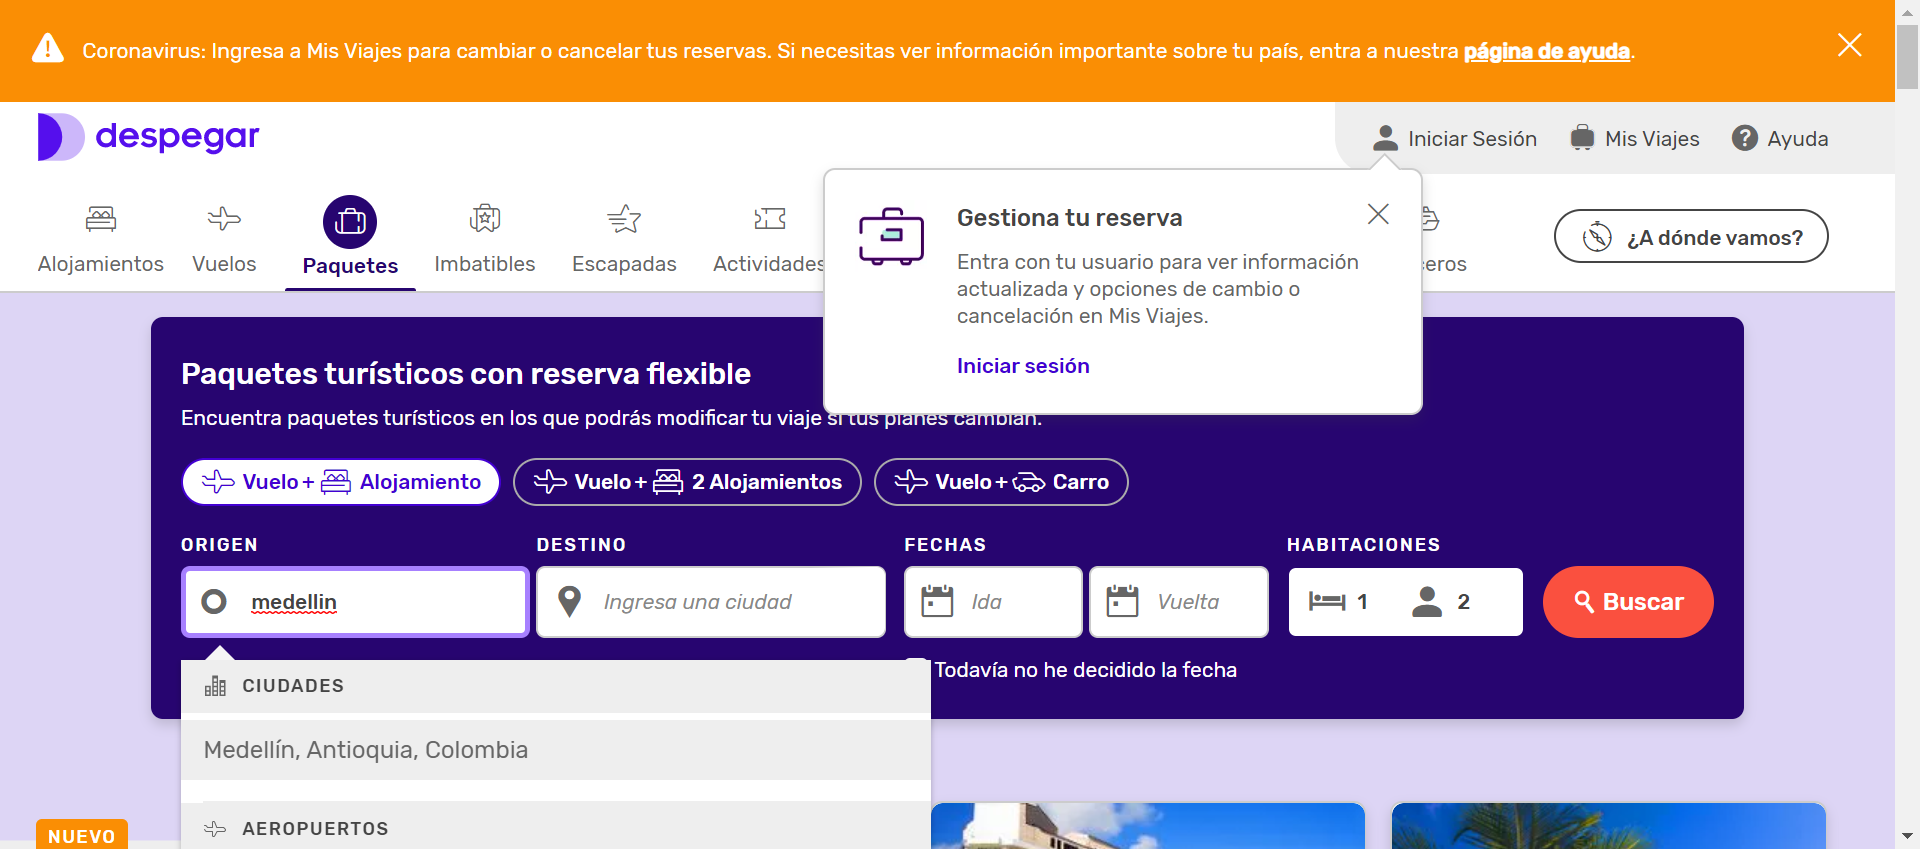 Coronavirus: Ingresa a Mis Viajes para cambiar o cancelar tus reservas. Si necesitas ver información importante sobre tu país, entra a nuestra página de ayuda.
despegar
Iniciar Sesión Mis Viajes Ayuda
Alojamientos Vuelos Paquetes Imbatibles Escapadas Actividades
¿A dónde vamos?
Gestiona tu reserva
Entra con tu usuario para ver información
actualizada y opciones de cambio o
cancelación en Mis Viajes.
Iniciar sesión
Paquetes turísticos con reserva flexible
Encuentra paquetes turísticos en los que podrás modificar tu viaje si tus planes cambian.
Vuelo + Alojamiento Vuelo + 2 Alojamientos Vuelo + Carro
ORIGEN DESTINO FECHAS HABITACIONES
medellin Ingresa una ciudad Ida Vuelta 1 2 Buscar
Todavía no he decidido la fecha
CIUDADES
Medellín, Antioquia, Colombia
AEROPUERTOS
NUEVO